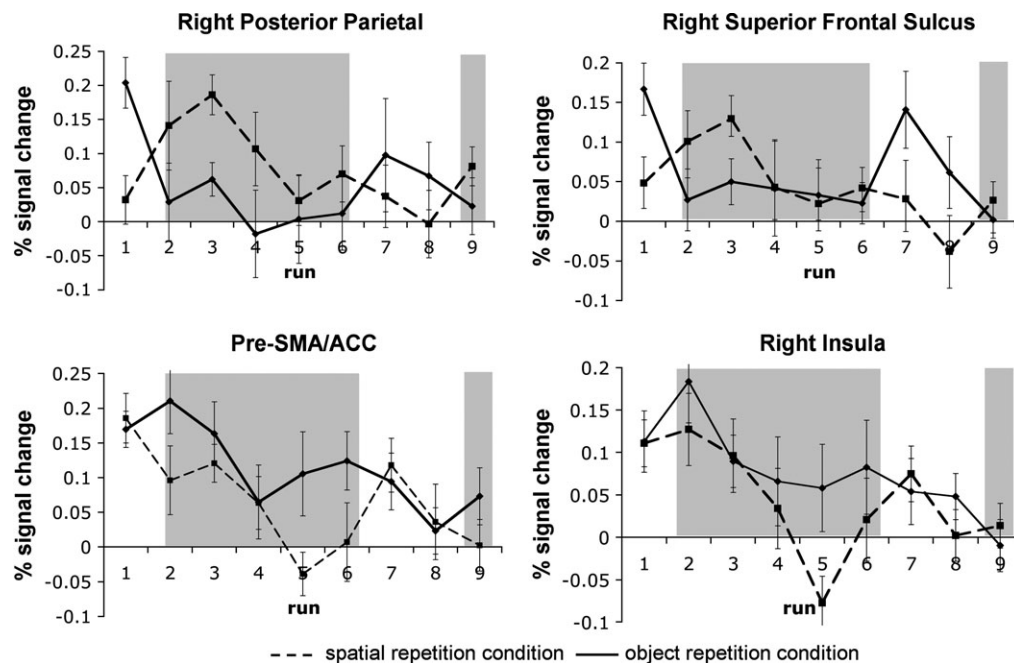 Right Posterior Parietal
% signal change
0.25
0.2
0.15
0.1
0.05
0
-0.05
-0.1
1 2 3 4 5 6 7 8 9
run
Right Superior Frontal Sulcus
% signal change
0.2
0.15
0.1
0.05
0
-0.05
-0.1
1 2 3 4 5 6 7 8 9
run
Pre-SMA/ACC
% signal change
0.25
0.2
0.15
0.1
0.05
0
-0.05
-0.1
1 2 3 4 5 6 7 8 9
run
Right Insula
% signal change
0.2
0.15
0.1
0.05
0
-0.05
-0.1
1 2 3 4 5 6 7 8 9
run
spatial repetition condition object repetition condition